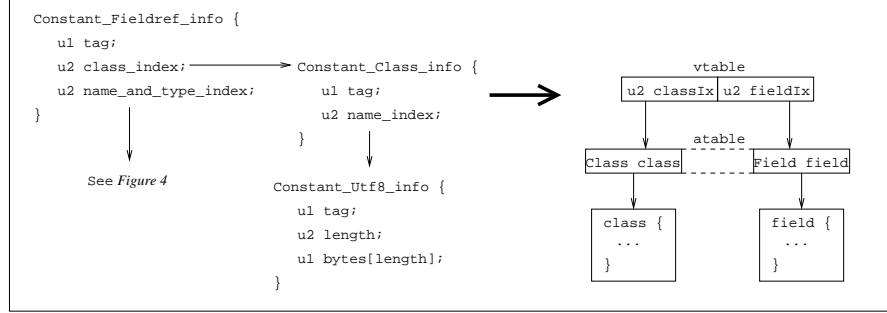 Constant_Fieldref_info {
u1 tag;
u2 class_index;
u2 name_and_type_index;
}
See Figure 4
Constant_Class_info {
u1 tag;
u2 name_index;
}
Constant_Utf8_info {
u1 tag;
u2 length;
u1 bytes[length];
}
vtable
u2 classIx u2 fieldIx
atable
Class class Field field
class {
...
}
field {
...
}